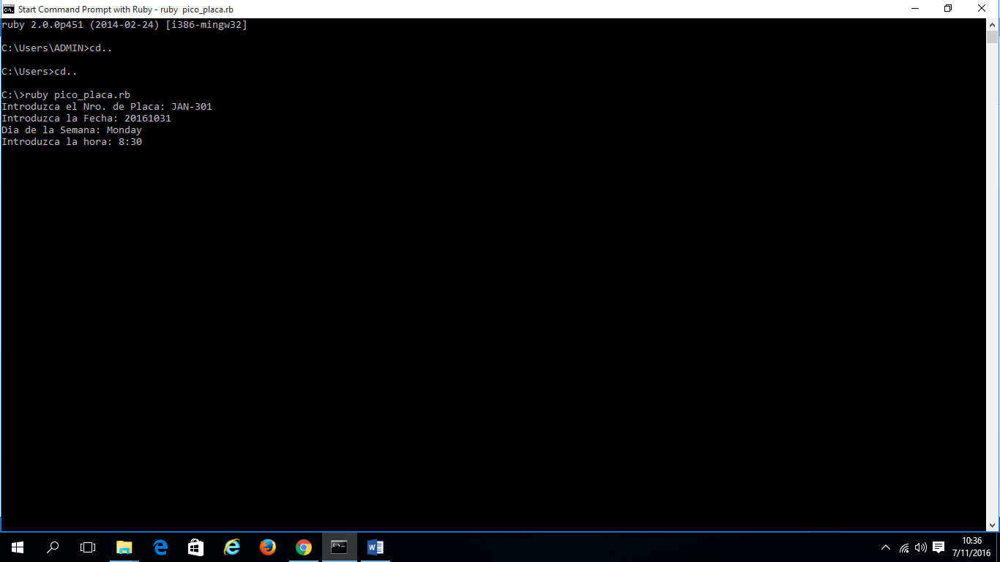 Start Command Prompt with Ruby - ruby  pico_placa.rb
ruby 2.0.0p451 (2014-02-24) [i386-mingw32]
C:\Users\ADMIN>cd..
C:\Users>cd..
C:\>ruby pico_placa.rb
Introduzca el Nro. de Placa: JAN-301
Introduzca la Fecha: 20161031
Dia de la Semana: Monday
Introduzca la hora: 8:30
10:36
7/11/2016